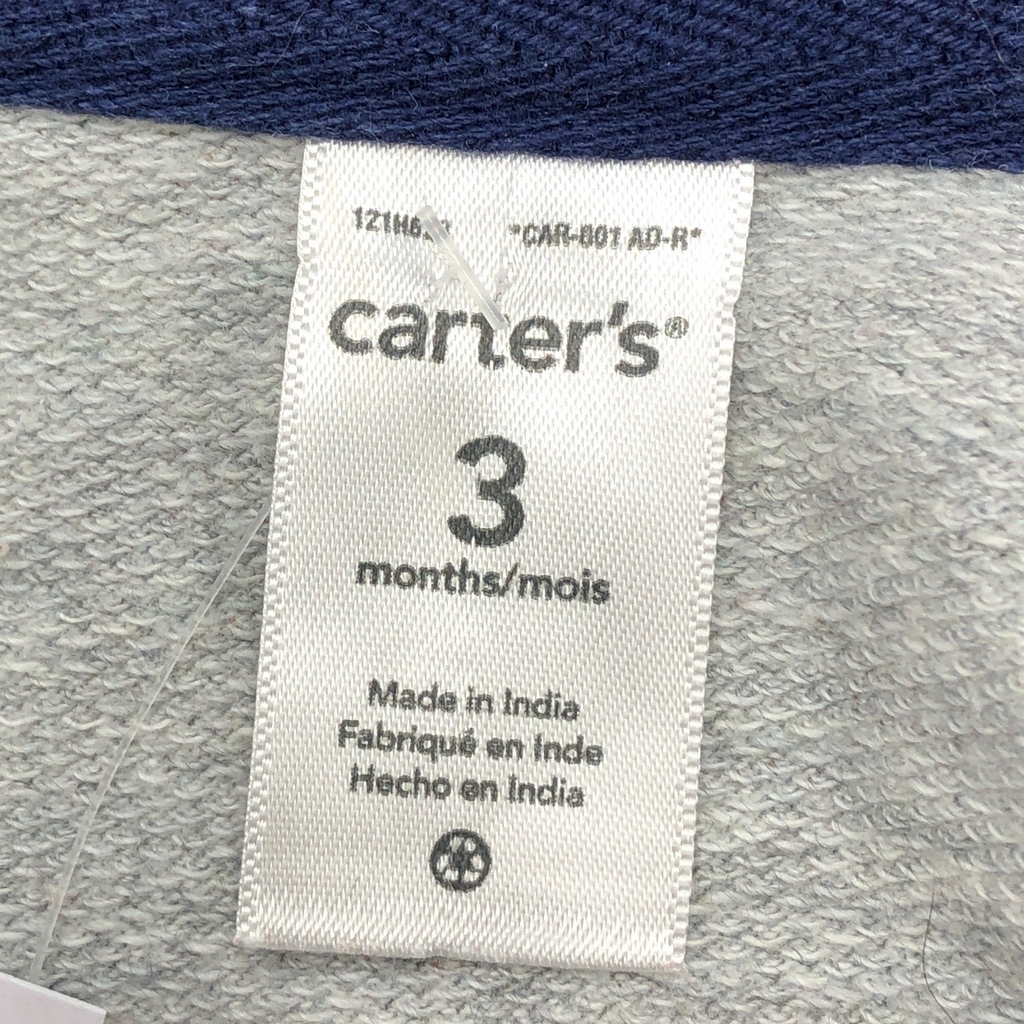 *CAR-801 AD-R*
carter's®
3
months/mois
Made in India
Fabriqué en Inde
Hecho en India